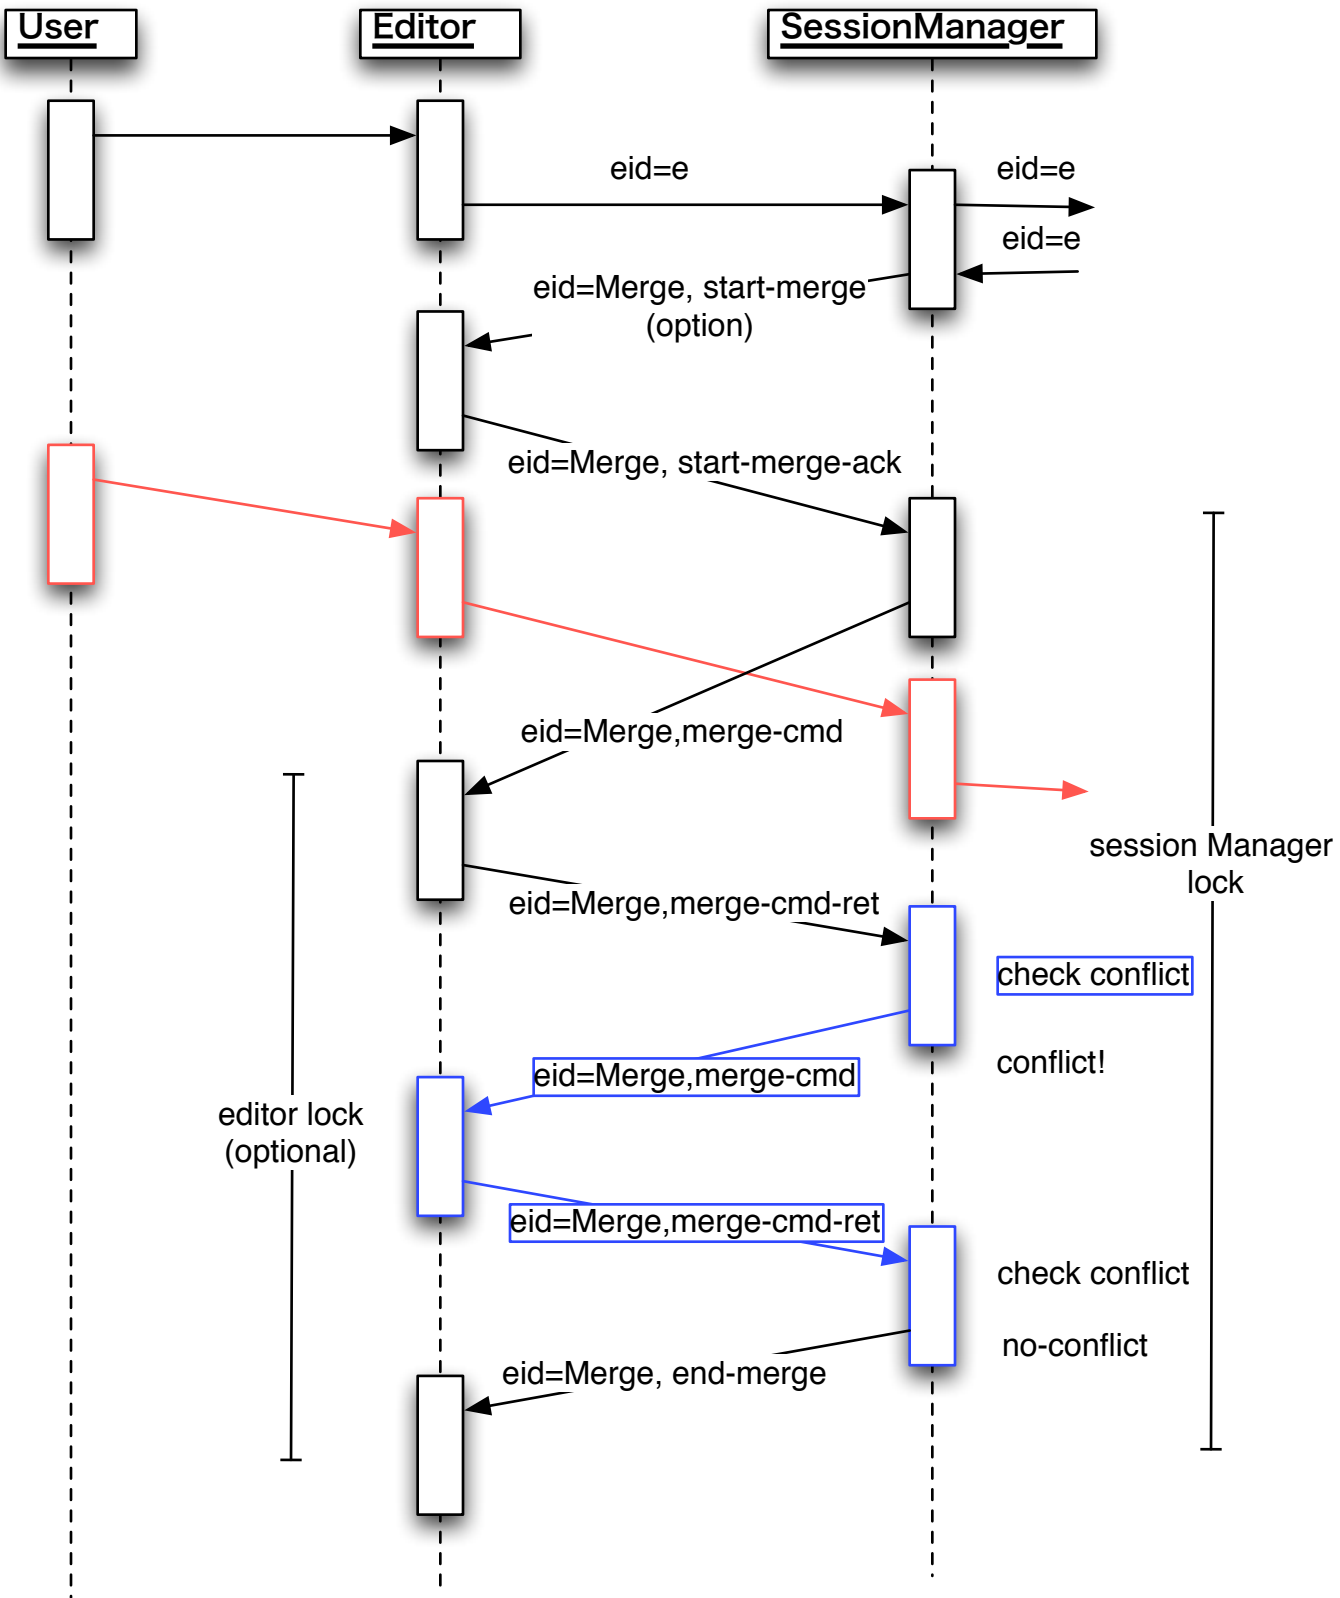 User
Editor
SessionManager
eid=e
eid=e
eid=e
eid=Merge, start-merge
(option)
eid=Merge, start-merge-ack
eid=Merge,merge-cmd
session Manager
lock
eid=Merge,merge-cmd-ret
check conflict
conflict!
eid=Merge,merge-cmd
editor lock
(optional)
eid=Merge,merge-cmd-ret
check conflict
no-conflict
eid=Merge, end-merge